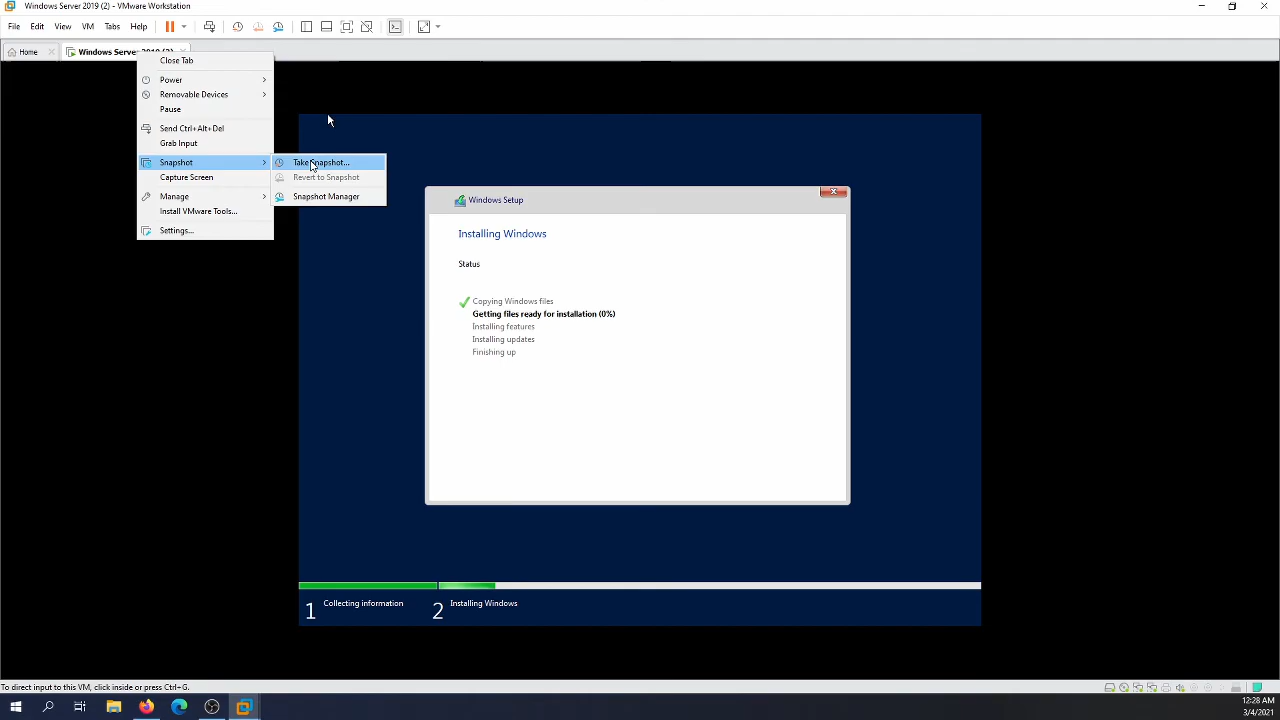 Windows Server 2019 (2) - VMware Workstation
File Edit View VM Tabs Help
Home Windows Server 2019 (2)
Close Tab
Power
Removable Devices
Pause
Send Ctrl+Alt+Del
Grab Input
Snapshot
Capture Screen
Manage
Install VMware Tools...
Settings...
Take Snapshot...
Revert to Snapshot
Snapshot Manager
Windows Setup
Installing Windows
Status
Copying Windows files
Getting files ready for installation (0%)
Installing features
Installing updates
Finishing up
1 Collecting information 2 Installing Windows
To direct input to this VM, click inside or press Ctrl+G.
12:28 AM
3/4/2021